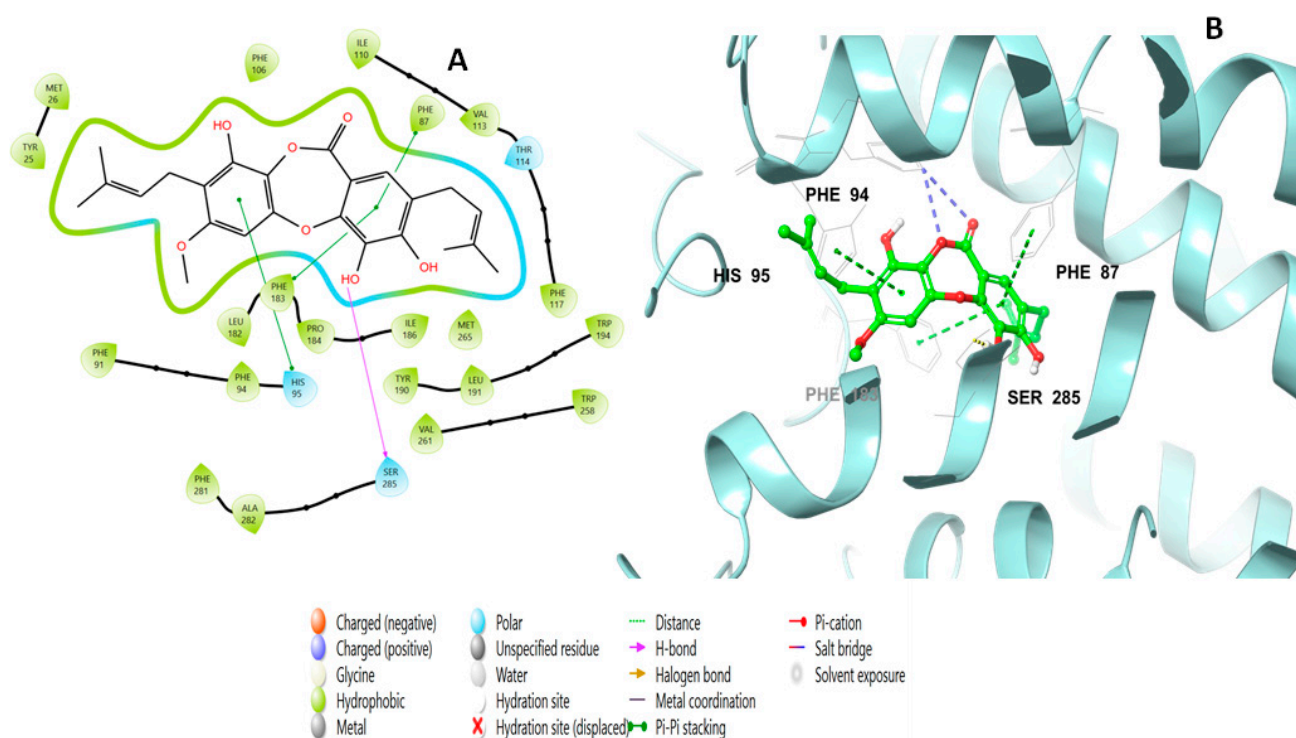 A
B
ILE
110
PHE
106
MET
26
TYR
25
PHE
87
VAL
113
THR
114
HO
O
O
O
O
HO
OH
PHE
183
LEU
182
PRO
184
ILE
186
MET
265
PHE
117
TRP
194
PHE
91
PHE
94
HIS
95
TYR
190
LEU
191
TRP
258
VAL
261
SER
285
PHE
281
ALA
282
PHE 94
HIS 95
PHE 87
SER 285
Charged (negative)
Charged (positive)
Glycine
Hydrophobic
Metal
Polar
Unspecified residue
Water
Hydration site
Hydration site (displaced)
Distance
H-bond
Halogen bond
Metal coordination
Pi-Pi stacking
Pi-cation
Salt bridge
Solvent exposure